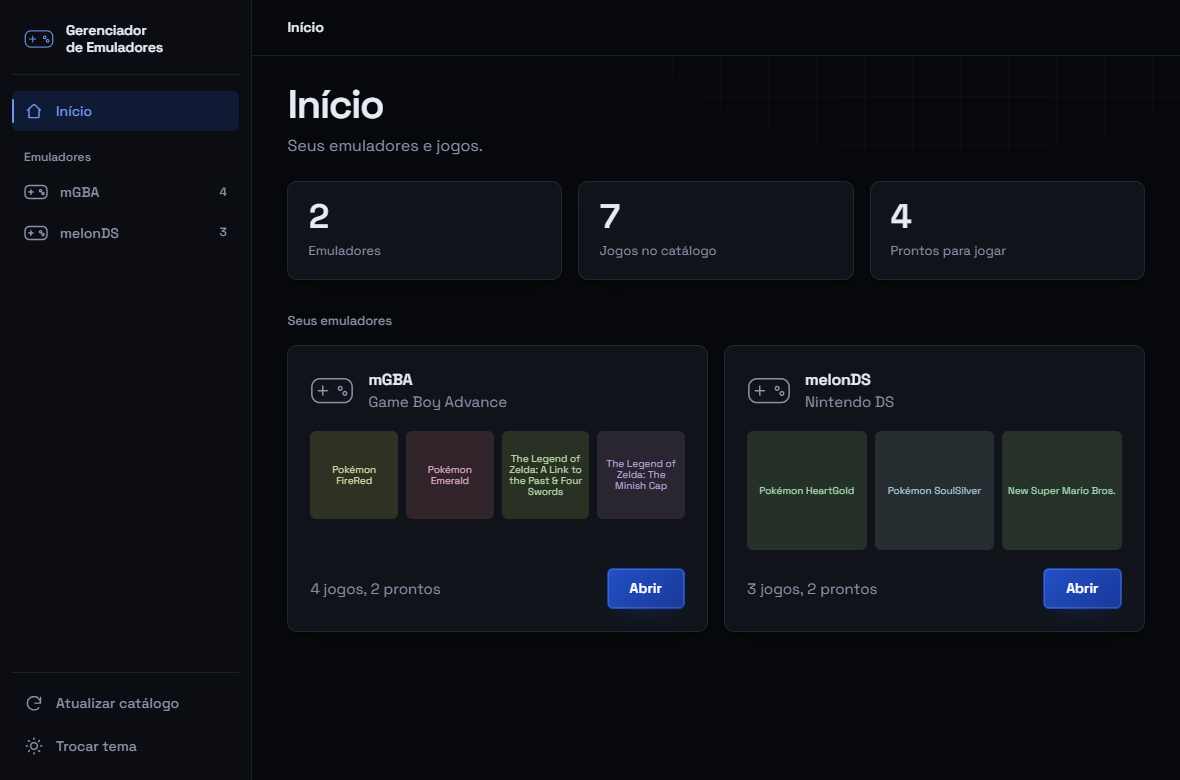 Gerenciador
de Emuladores
Início
Emuladores
mGBA 4
melonDS 3
Atualizar catálogo
Trocar tema
Início
Início
Seus emuladores e jogos.
2
Emuladores
7
Jogos no catálogo
4
Prontos para jogar
Seus emuladores
mGBA
Game Boy Advance
Pokémon
FireRed
Pokémon
Emerald
The Legend of
Zelda: A Link to
the Past & Four
Swords
The Legend of
Zelda: The
Minish Cap
4 jogos, 2 prontos
Abrir
melonDS
Nintendo DS
Pokémon HeartGold
Pokémon SoulSilver
New Super Mario Bros.
3 jogos, 2 prontos
Abrir